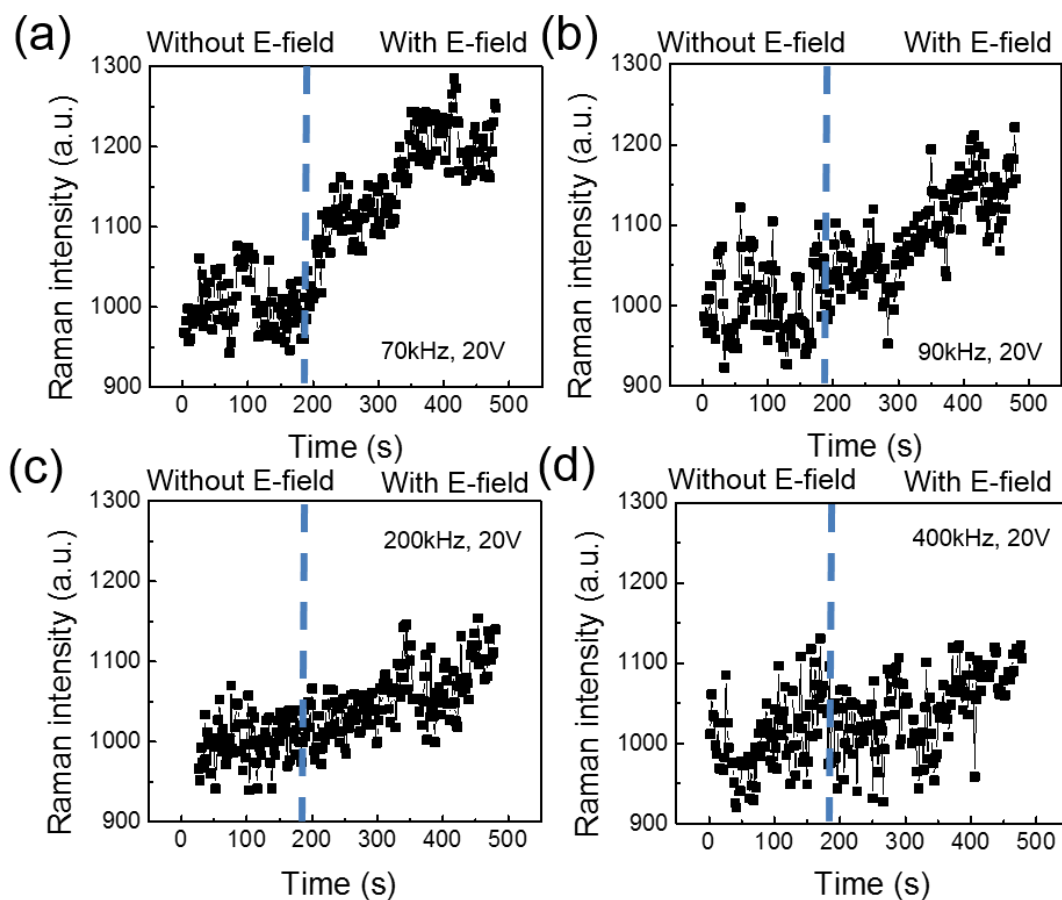 (a)
Without E-field With E-field
Raman intensity (a.u.)
1300
1200
1100
1000
900
70kHz, 20V
0 100 200 300 400 500
Time (s)
(b)
Without E-field With E-field
Raman intensity (a.u.)
1300
1200
1100
1000
900
90kHz, 20V
0 100 200 300 400 500
Time (s)
(c)
Without E-field With E-field
Raman intensity (a.u.)
1300
200kHz, 20V
1200
1100
1000
900
0 100 200 300 400 500
Time (s)
(d)
Without E-field With E-field
Raman intensity (a.u.)
1300
400kHz, 20V
1200
1100
1000
900
0 100 200 300 400 500
Time (s)